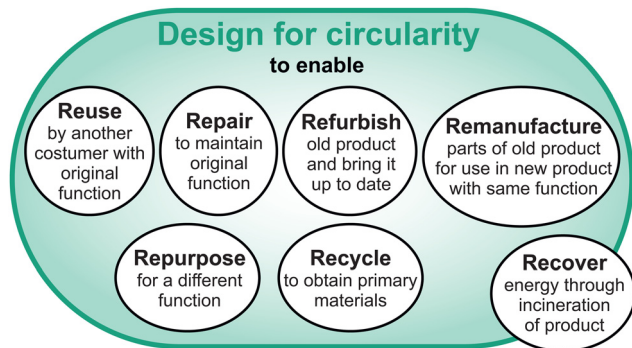 Design for circularity
to enable
Reuse
by another
costumer with
original
function
Repair
to maintain
original
function
Refurbish
old product
and bring it
up to date
Remanufacture
parts of old product
for use in new product
with same function
Repurpose
for a different
function
Recycle
to obtain primary
materials
Recover
energy through
incineration
of product